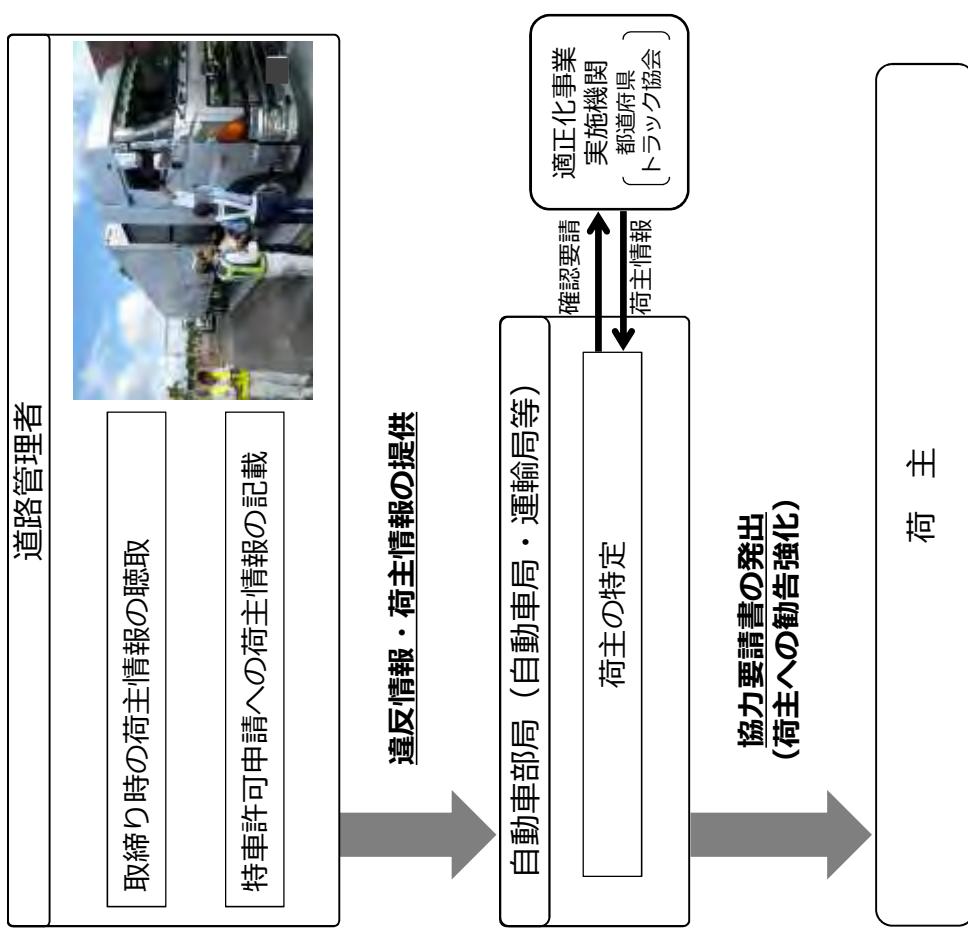 道路管理者
取締り時の荷主情報の聴取
特車許可申請への荷主情報の記載
違反情報・荷主情報の提供
自動車部局（自動車局・運輸局等）
荷主の特定
確認要請
荷主情報
適正化事業
実施機関
都道府県
トラック協会
協力要請書の発出
(荷主への勧告強化)
荷 主